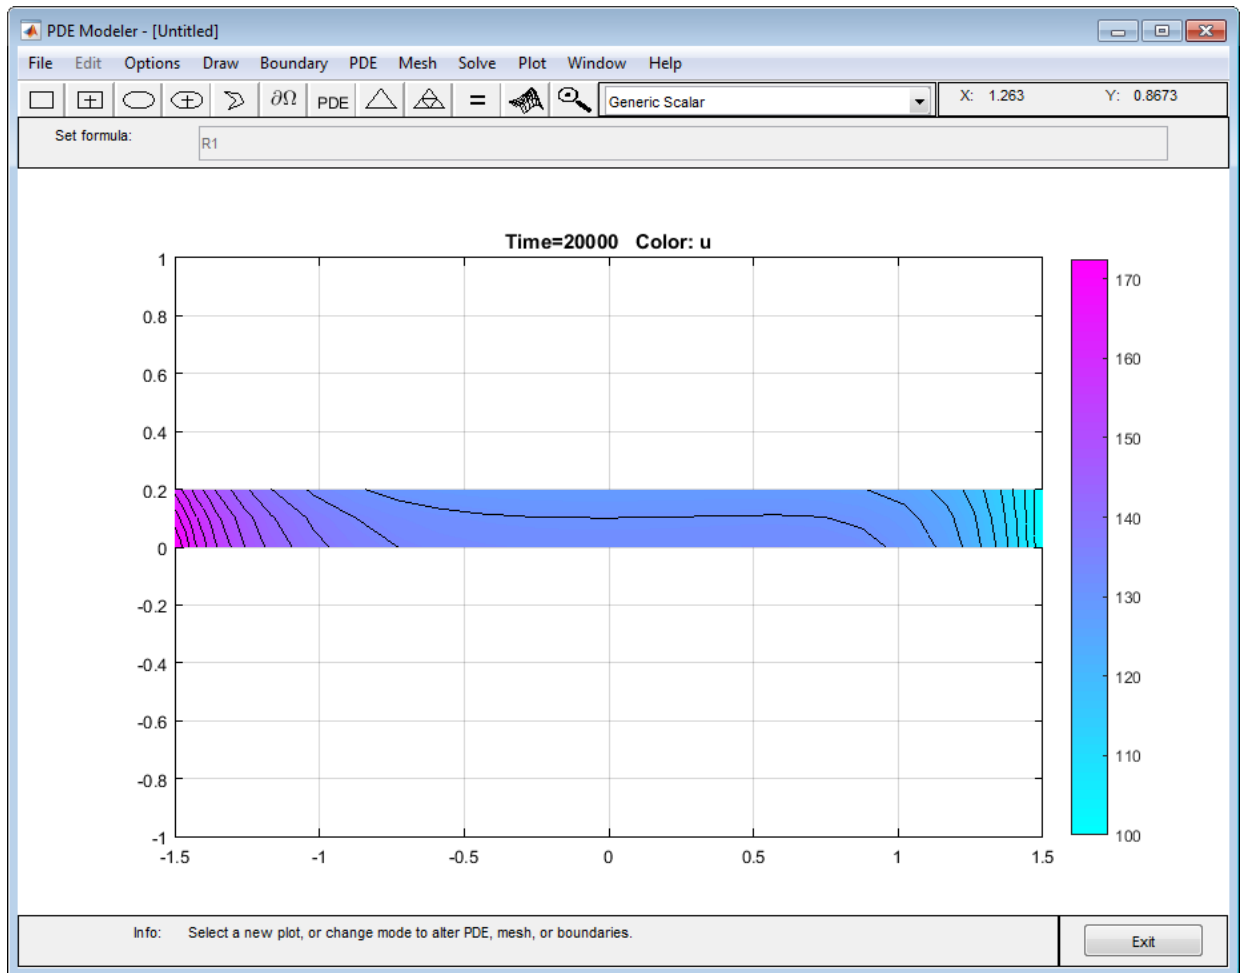 PDE Modeler - [Untitled]
File Edit Options Draw Boundary PDE Mesh Solve Plot Window Help
∂Ω PDE = Generic Scalar X: 1.263 Y: 0.8673
Set formula: R1
Time=20000 Color: u
1
0.8
0.6
0.4
0.2
0
-0.2
-0.4
-0.6
-0.8
-1
-1.5 -1 -0.5 0 0.5 1 1.5
170
160
150
140
130
120
110
100
Info: Select a new plot, or change mode to alter PDE, mesh, or boundaries.
Exit